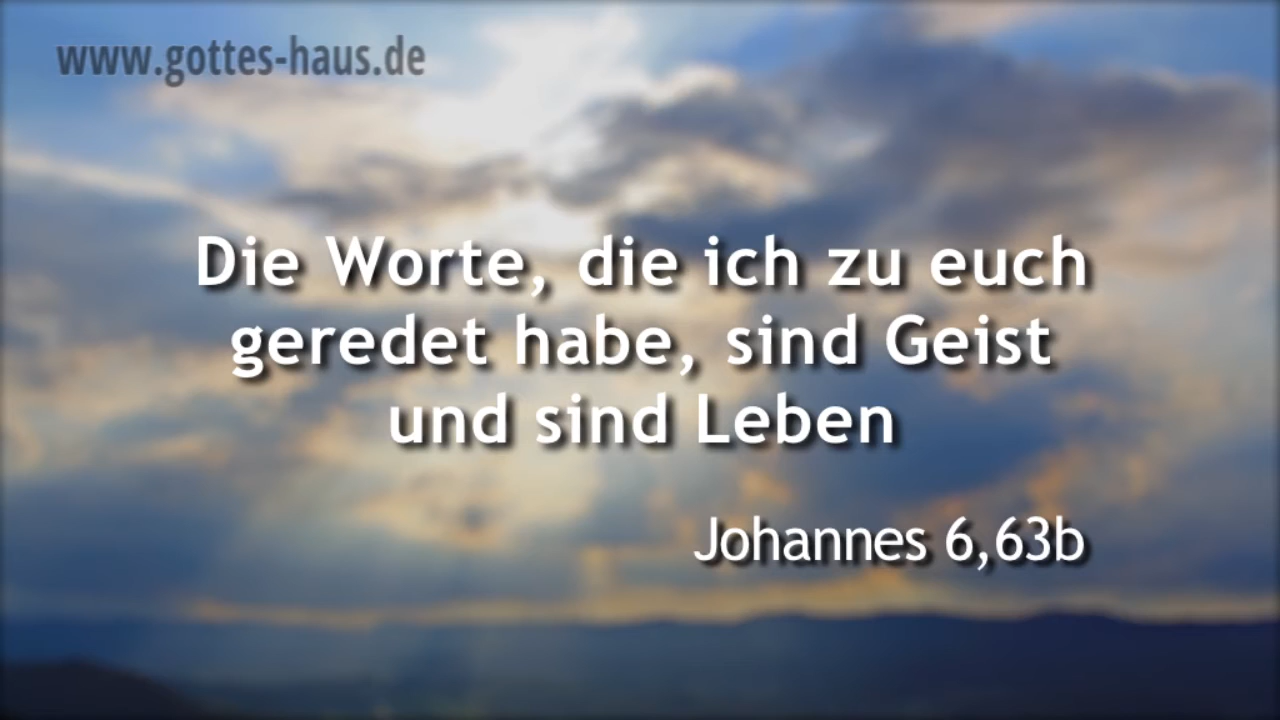 www.gottes-haus.de
Die Worte, die ich zu euch
geredet habe, sind Geist
und sind Leben
Johannes 6,63b